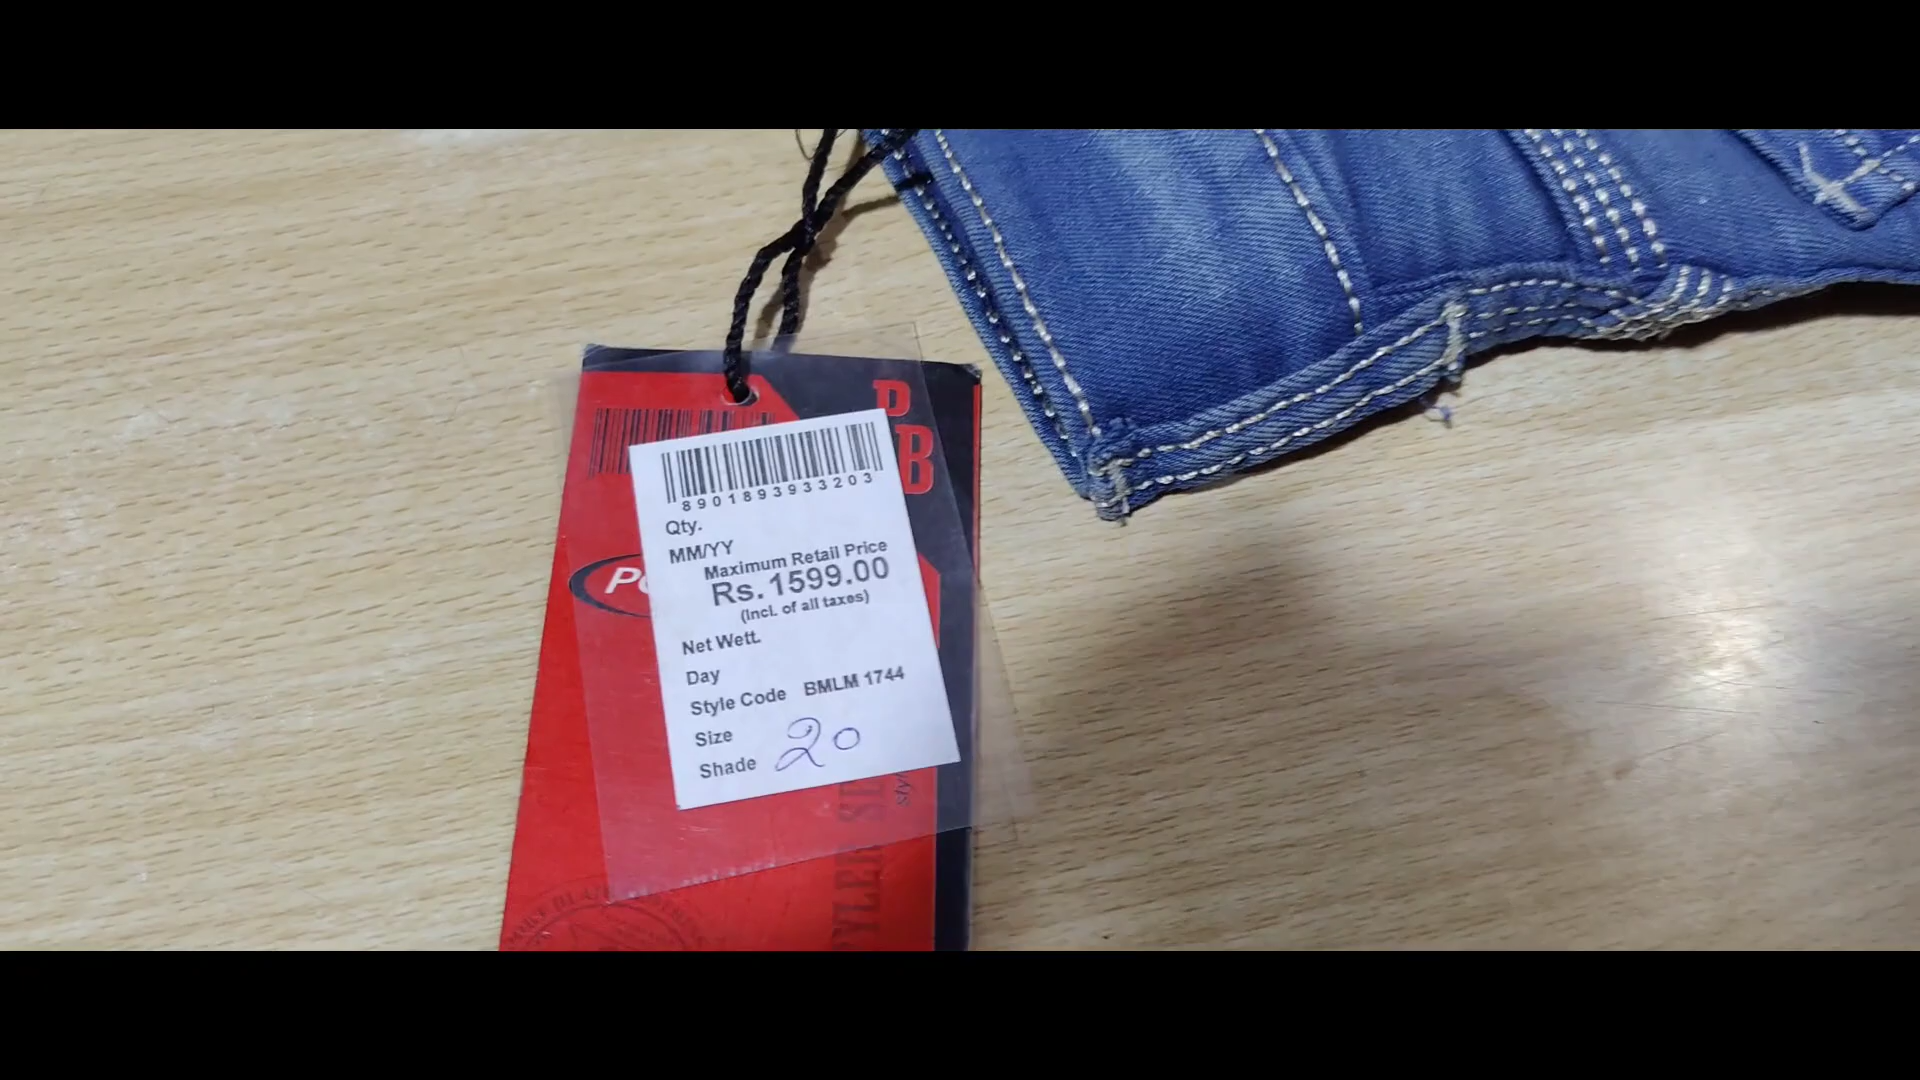 P
B
8901893933203
Qty.
MM/YY
Maximum Retail Price
Rs. 1599.00
(Incl. of all taxes)
Net Wett.
Day
Style Code BMLM 1744
Size
Shade 20